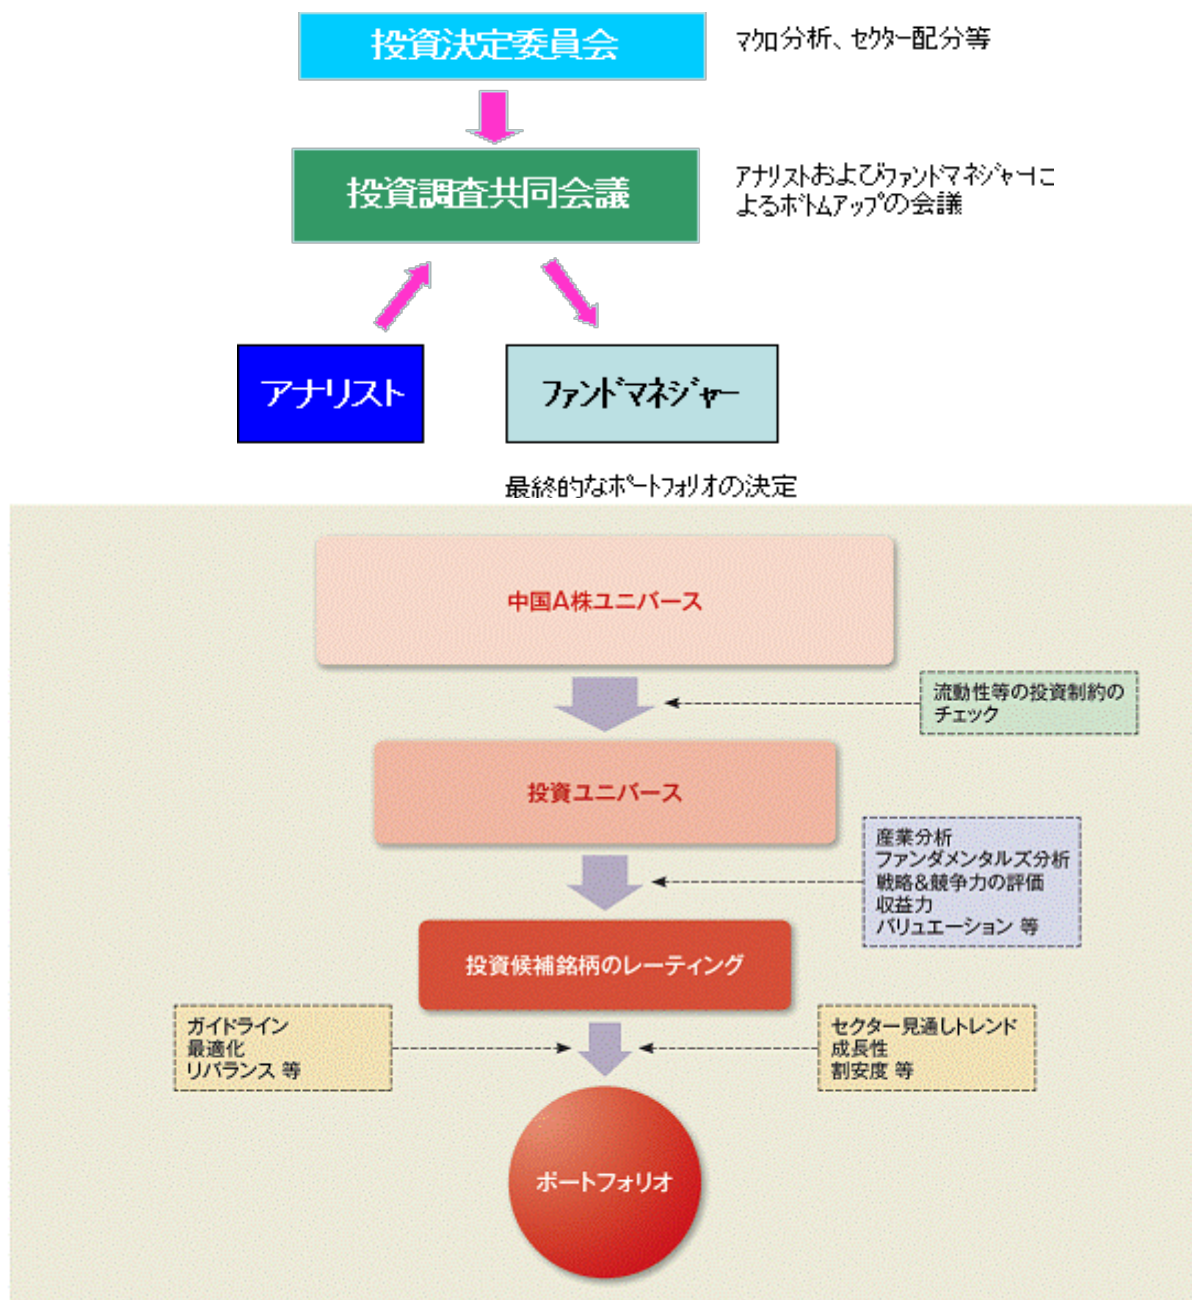 投資決定委員会
マクロ分析、セクター配分等
投資調査共同会議
アナリストおよびファンドマネジャーに
よるボトムアップの会議
アナリスト
ファンドマネジャー
最終的なポートフォリオの決定
中国A株ユニバース
流動性等の投資制約の
チェック
投資ユニバース
産業分析
ファンダメンタルズ分析
戦略&競争力の評価
収益力
バリュエーション 等
投資候補銘柄のレーティング
ガイドライン
最適化
リバランス 等
セクター見通しトレンド
成長性
割安度 等
ポートフォリオ